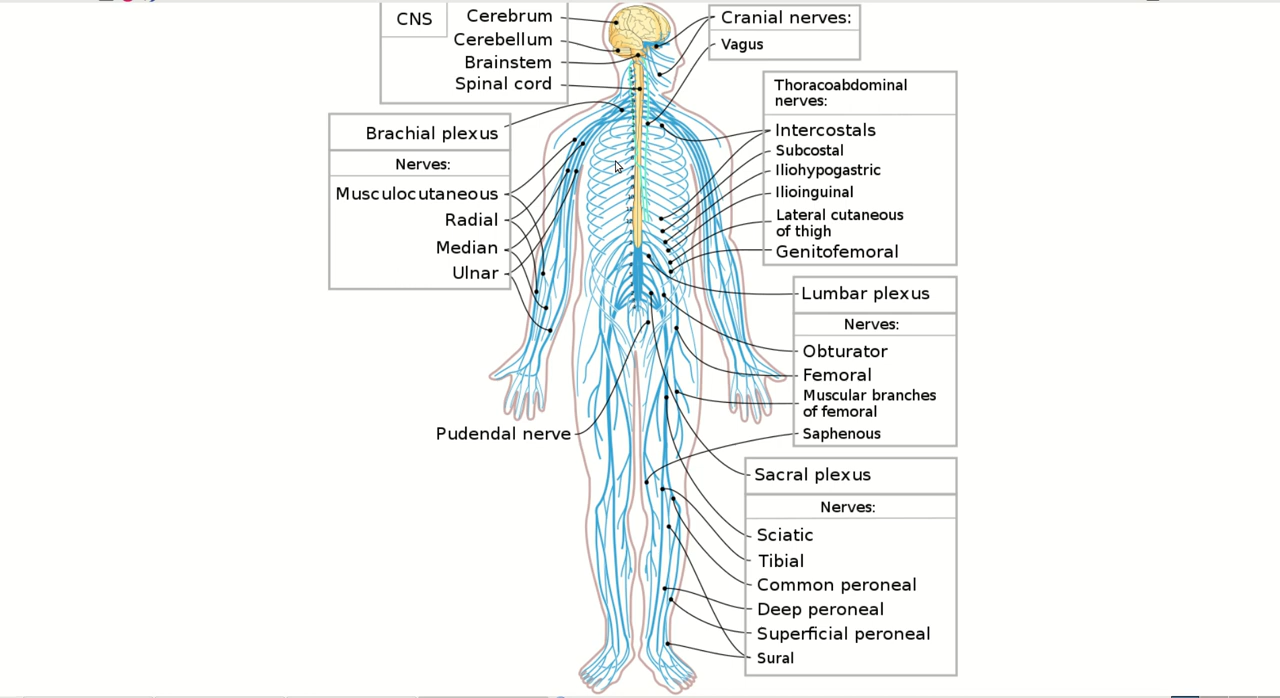 CNS
Cerebrum
Cerebellum
Brainstem
Spinal cord
Cranial nerves:
Vagus
Thoracoabdominal
nerves:
Intercostals
Subcostal
Iliohypogastric
Ilioinguinal
Lateral cutaneous
of thigh
Genitofemoral
Brachial plexus
Nerves:
Musculocutaneous
Radial
Median
Ulnar
Lumbar plexus
Nerves:
Obturator
Femoral
Muscular branches
of femoral
Saphenous
Pudendal nerve
Sacral plexus
Nerves:
Sciatic
Tibial
Common peroneal
Deep peroneal
Superficial peroneal
Sural